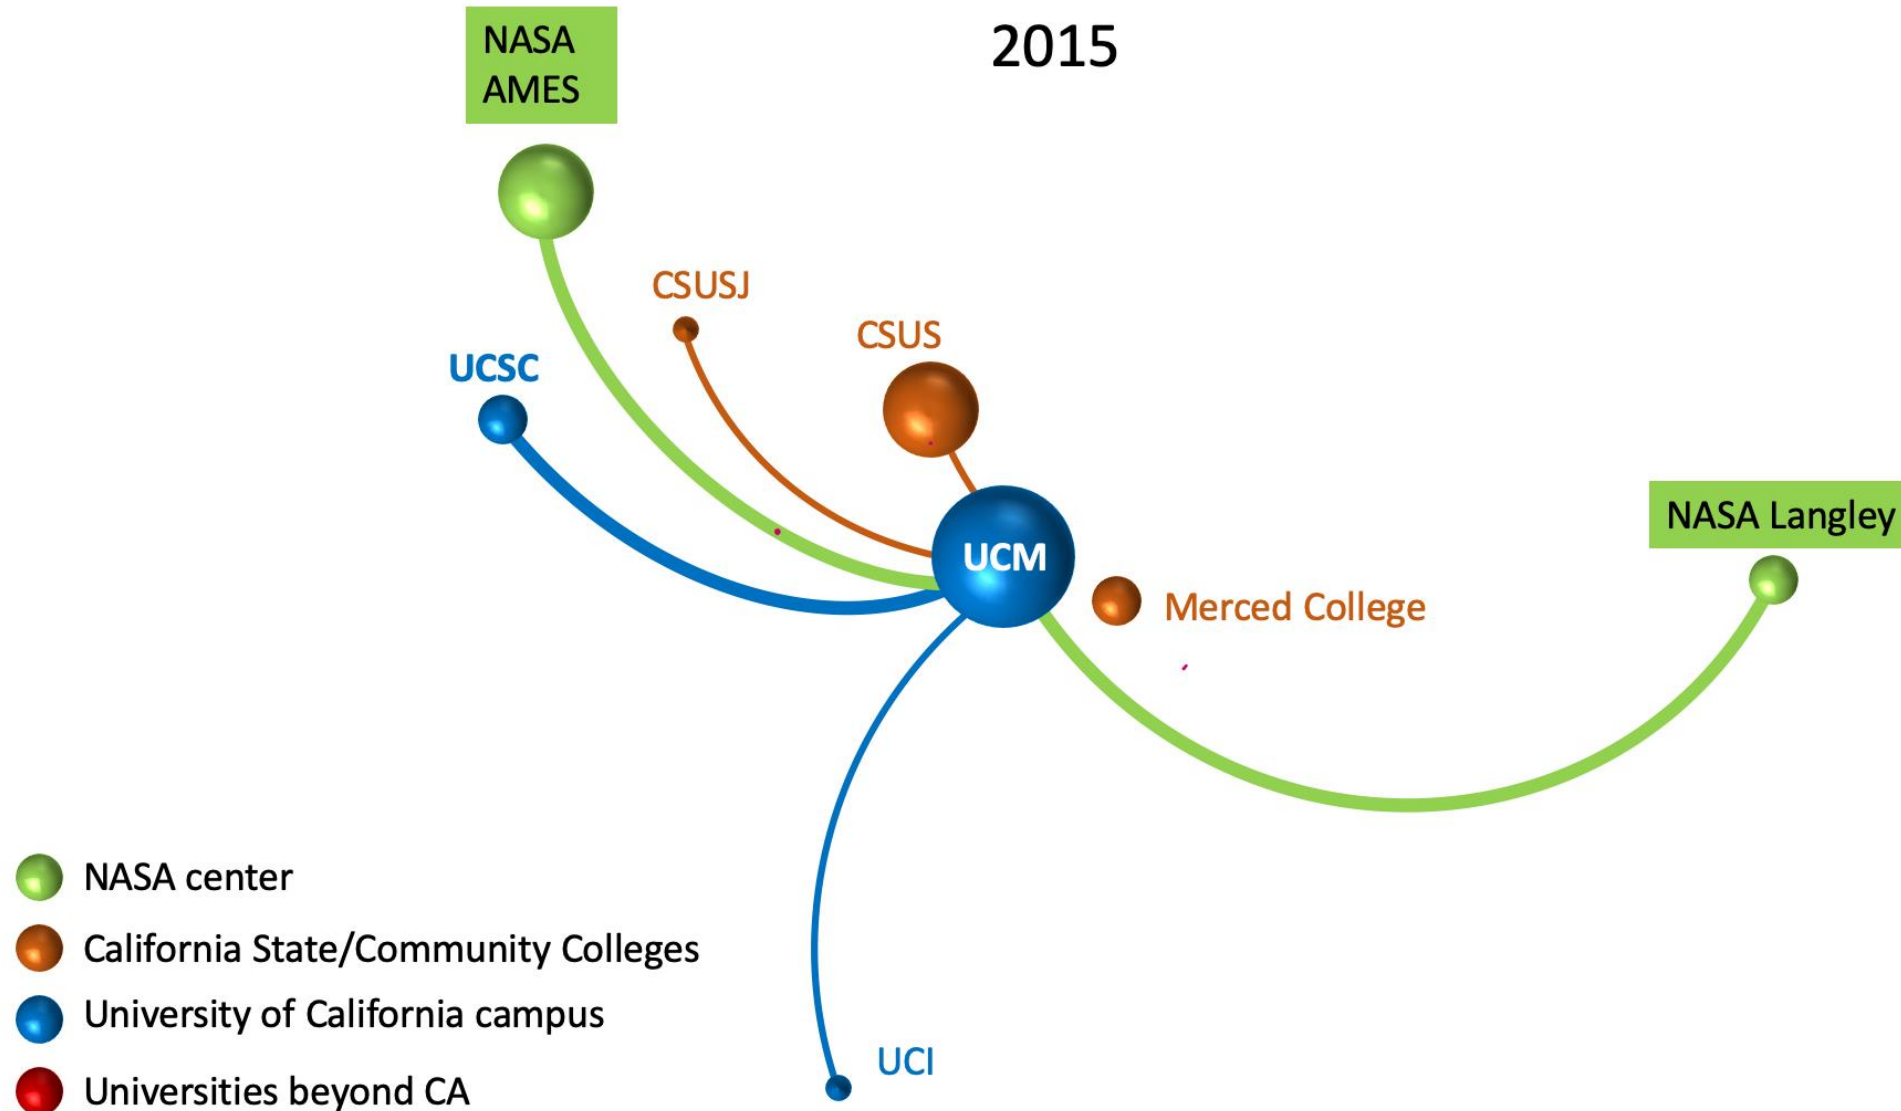 2015
NASA
AMES
CSUSJ
CSUS
UCSC
NASA Langley
UCM
Merced College
NASA center
California State/Community Colleges
University of California campus
UCI
Universities beyond CA